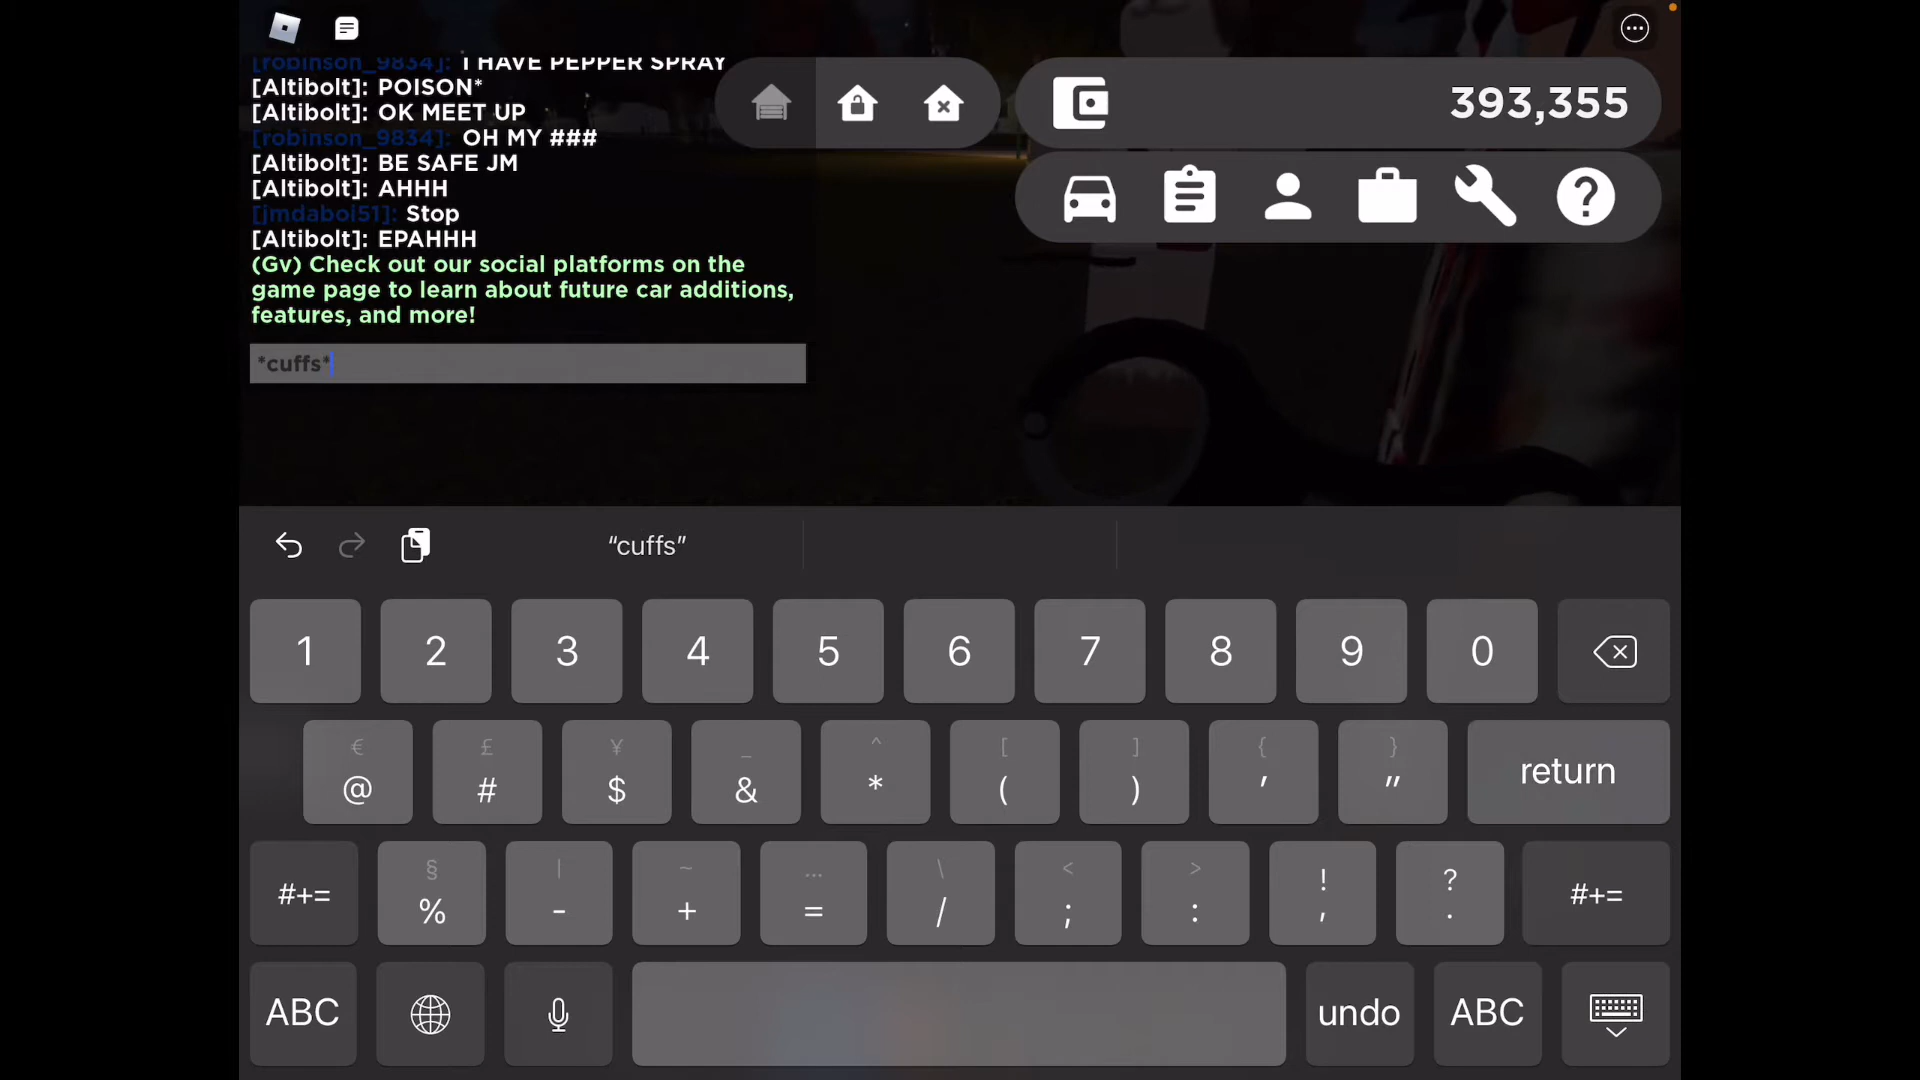 [robinson_9834]: I HAVE PEPPER SPRAY
[Altibolt]: POISON*
[Altibolt]: OK MEET UP
[robinson_9834]: OH MY ###
[Altibolt]: BE SAFE JM
[Altibolt]: AHHH
[jmdabol51]: Stop
[Altibolt]: EPAHHH
(Gv) Check out our social platforms on the
game page to learn about future car additions,
features, and more!
*cuffs*
393,355
“cuffs”
1 2 3 4 5 6 7 8 9 0
€ £ ¥ _ ^ [ ] { }
@ # $ & * ( ) ' " return
§ | ~ … \ < > ! ?
#+= % - + = / ; : , . #+=
ABC undo ABC